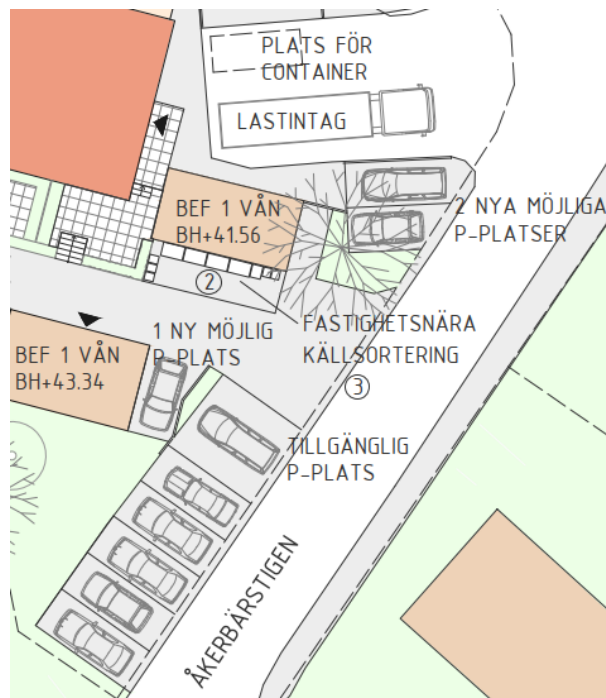 PLATS FÖR
CONTAINER
LASTINTAG
BEF 1 VÅN
BH+41.56
2 NYA MÖJLIGA
P-PLATSER
2
1 NY MÖJLIG
P-PLATS
FASTIGHETSNÄRA
KÄLLSORTERING
BEF 1 VÅN
BH+43.34
3
TILLGÄNGLIG
P-PLATS
ÅKERBÄRSTIGEN